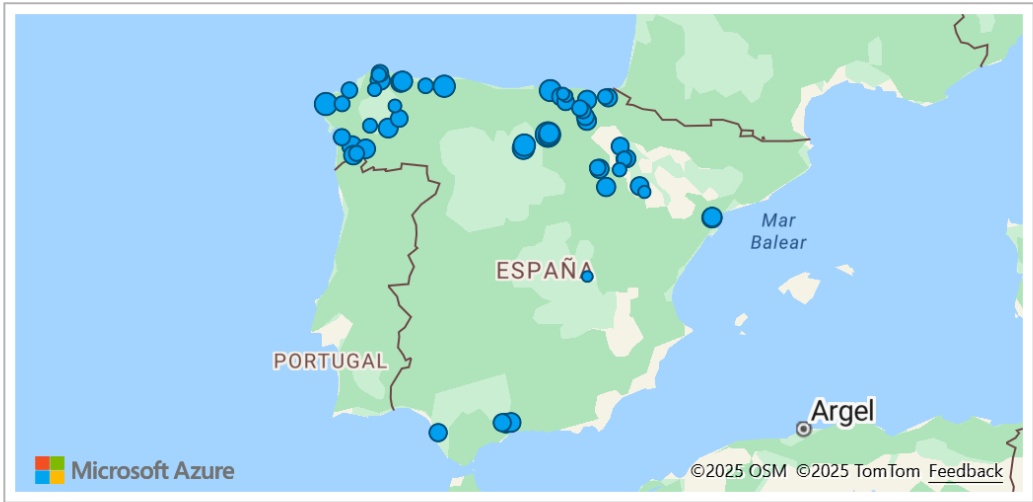 Mar
Balear
ESPAÑA
PORTUGAL
Argel
Microsoft Azure
©2025 OSM ©2025 TomTom Feedback